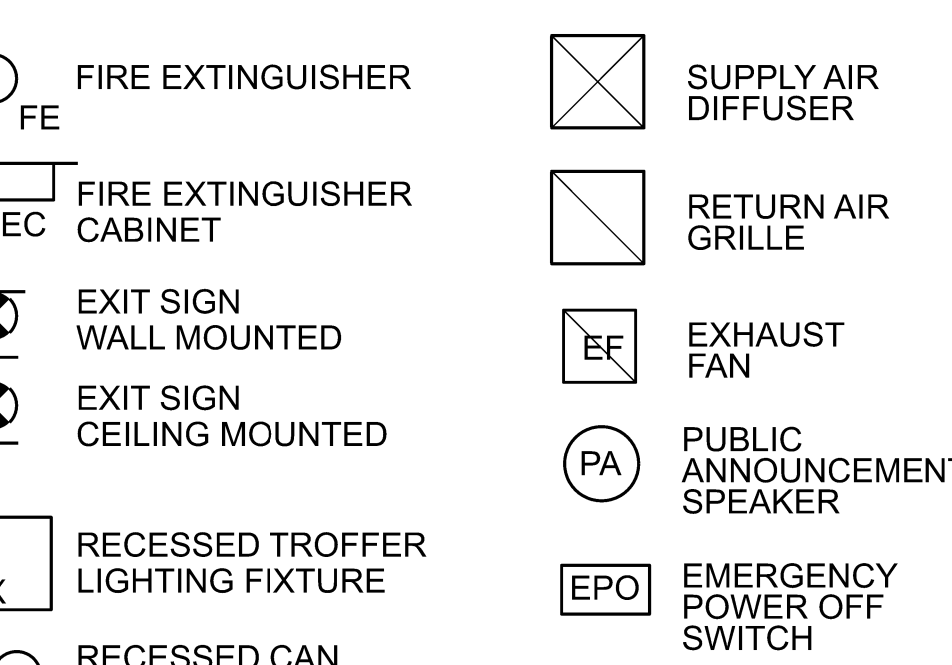 FIRE EXTINGUISHER
FE
FIRE EXTINGUISHER
CABINET
EC
EXIT SIGN
WALL MOUNTED
EXIT SIGN
CEILING MOUNTED
RECESSED TROFFER
LIGHTING FIXTURE
RECESSED CAN
SUPPLY AIR
DIFFUSER
RETURN AIR
GRILLE
EF
EXHAUST
FAN
PA
PUBLIC
ANNOUNCEMENT
SPEAKER
EPO
EMERGENCY
POWER OFF
SWITCH